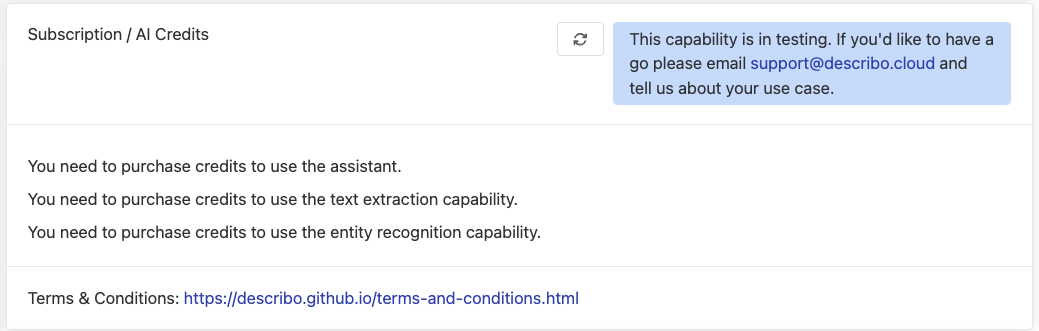 Subscription / AI Credits
This capability is in testing. If you'd like to have a
go please email support@describo.cloud and
tell us about your use case.
You need to purchase credits to use the assistant.
You need to purchase credits to use the text extraction capability.
You need to purchase credits to use the entity recognition capability.
Terms & Conditions: https://describo.github.io/terms-and-conditions.html